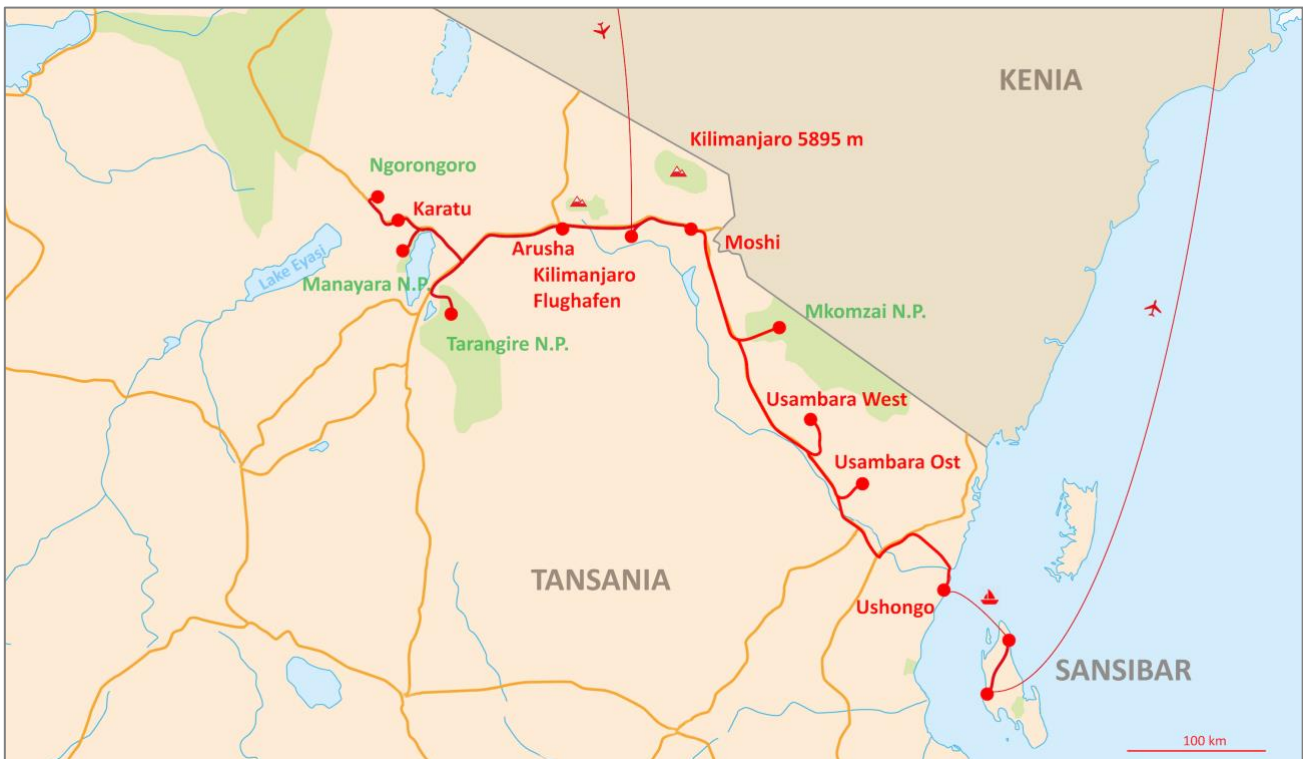 KENIA
Kilimanjaro 5895 m
Ngorongoro
Karatu
Arusha
Kilimanjaro
Flughafen
Moshi
Lake Eyasi
Manayara N.P.
Tarangire N.P.
Mkomzai N.P.
Usambara West
Usambara Ost
TANSANIA
Ushongo
SANSIBAR
100 km